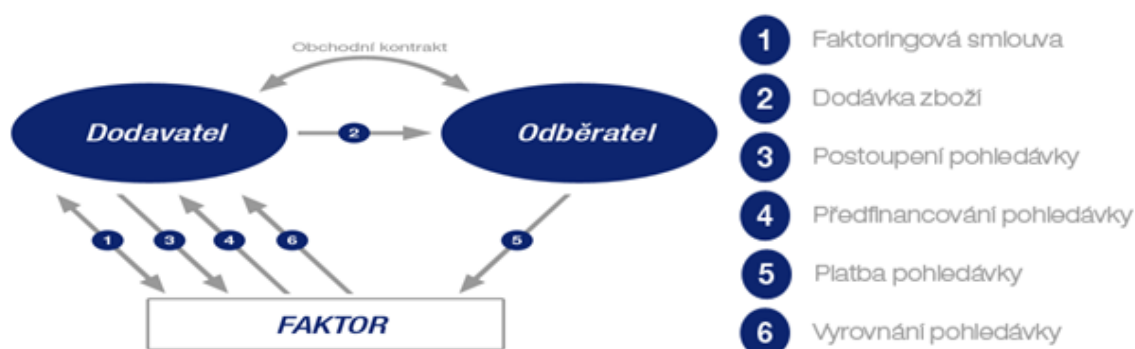 Obchodní kontrakt
Dodavatel
2
Odběratel
1
3
4
6
5
FAKTOR
1 Faktoringová smlouva
2 Dodávka zboží
3 Postoupení pohledávky
4 Předfinancování pohledávky
5 Platba pohledávky
6 Vyrovnání pohledávky